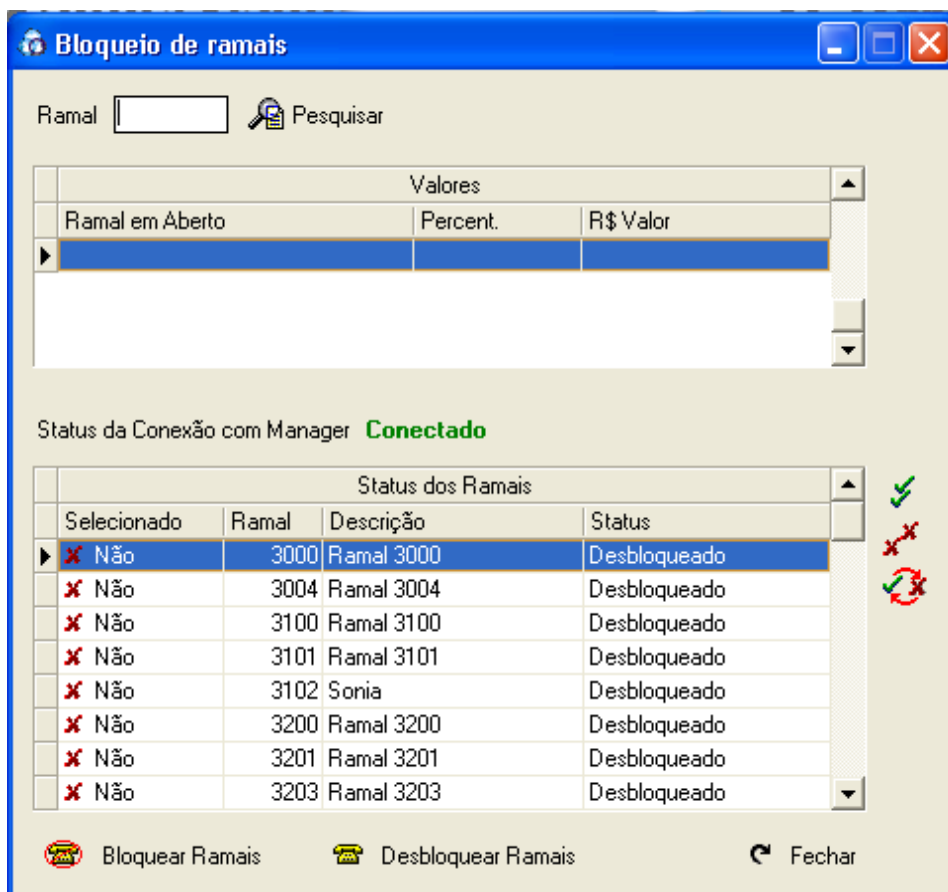 Bloqueio de ramais
Ramal Pesquisar
Valores
Ramal em Aberto Percent. R$ Valor
Status da Conexão com Manager Conectado
Status dos Ramais
Selecionado Ramal Descrição Status
Não 3000 Ramal 3000 Desbloqueado
Não 3004 Ramal 3004 Desbloqueado
Não 3100 Ramal 3100 Desbloqueado
Não 3101 Ramal 3101 Desbloqueado
Não 3102 Sonia Desbloqueado
Não 3200 Ramal 3200 Desbloqueado
Não 3201 Ramal 3201 Desbloqueado
Não 3203 Ramal 3203 Desbloqueado
Bloquear Ramais Desbloquear Ramais Fechar